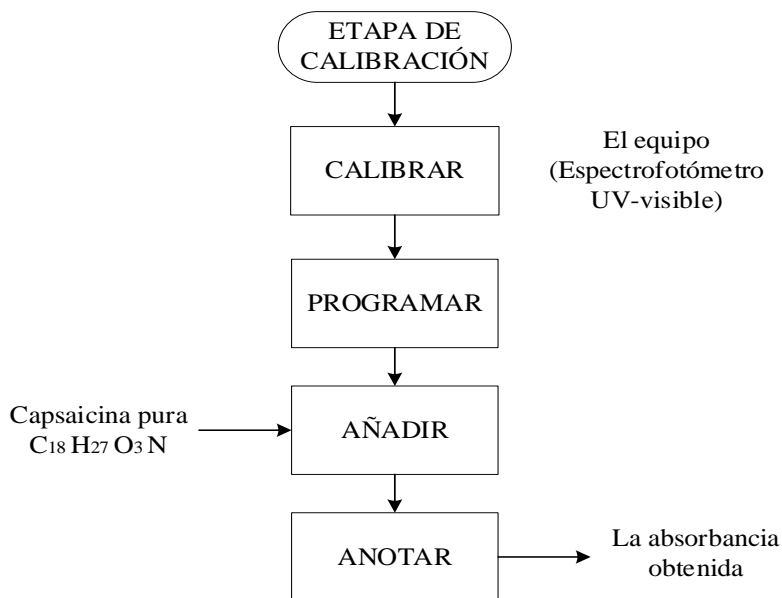 ETAPA DE
CALIBRACIÓN
CALIBRAR
El equipo
(Espectrofotómetro
UV-visible)
PROGRAMAR
Capsaicina pura
C18 H27 O3 N
AÑADIR
ANOTAR
La absorbancia
obtenida